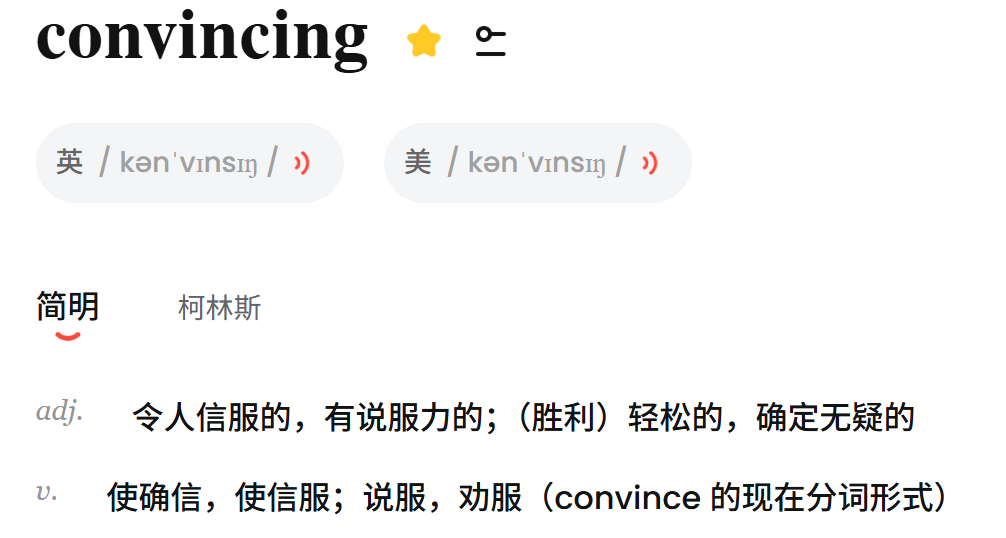 convincing
英 / kənˈvɪnsɪŋ / 美 / kənˈvɪnsɪŋ /
简明 柯林斯
adj. 令人信服的，有说服力的；（胜利）轻松的，确定无疑的
v. 使确信，使信服；说服，劝服（convince 的现在分词形式）